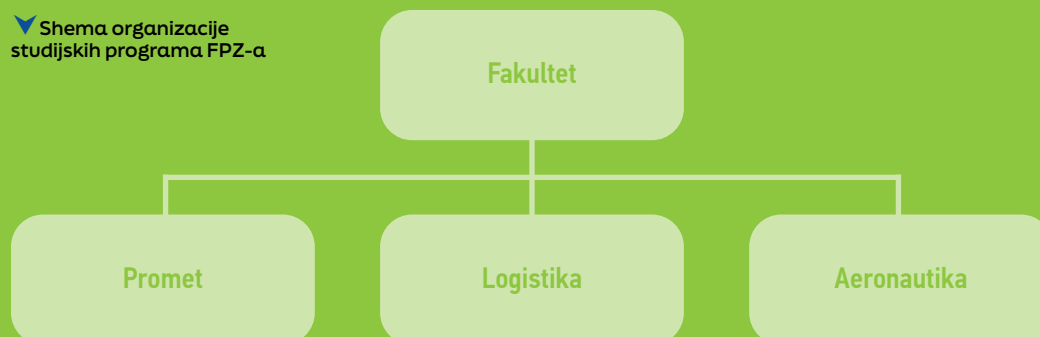 Shema organizacije
studijskih programa FPZ-a
Fakultet
Promet
Logistika
Aeronautika